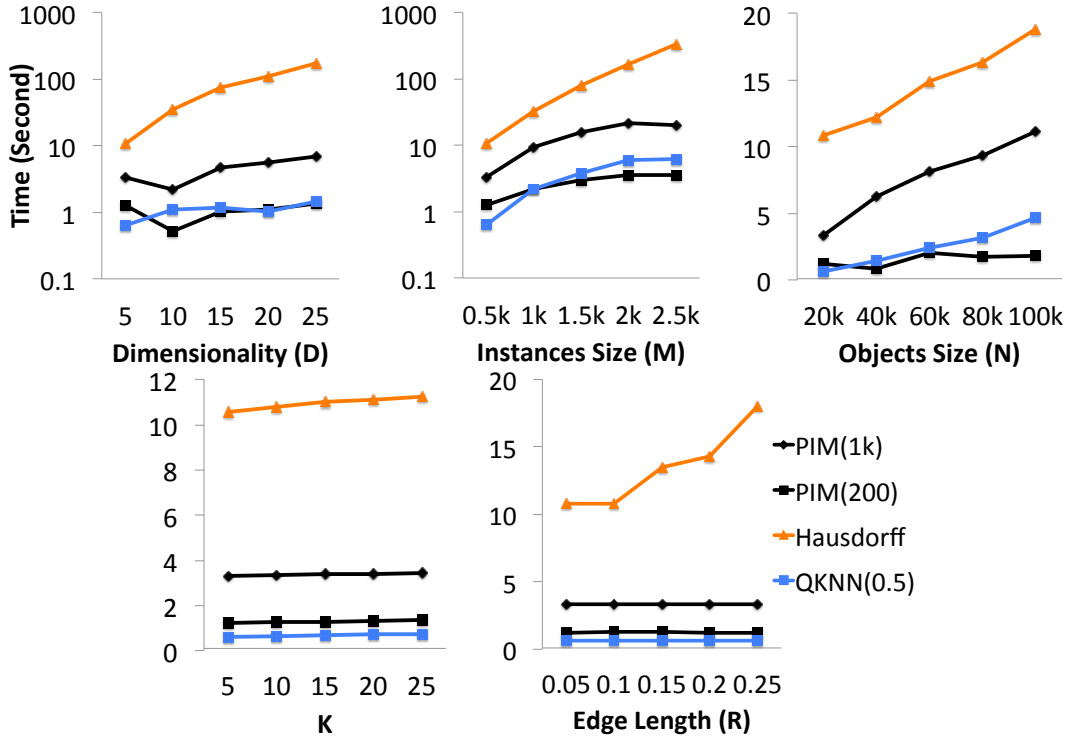 1000
100
10
1
0.1
Time (Second)
5 10 15 20 25
Dimensionality (D)
1000
100
10
1
0.1
0.5k 1k 1.5k 2k 2.5k
Instances Size (M)
20
15
10
5
0
20k 40k 60k 80k 100k
Objects Size (N)
12
10
8
6
4
2
0
5 10 15 20 25
K
20
15
10
5
0
0.05 0.1 0.15 0.2 0.25
Edge Length (R)
PIM(1k)
PIM(200)
Hausdorff
QKNN(0.5)